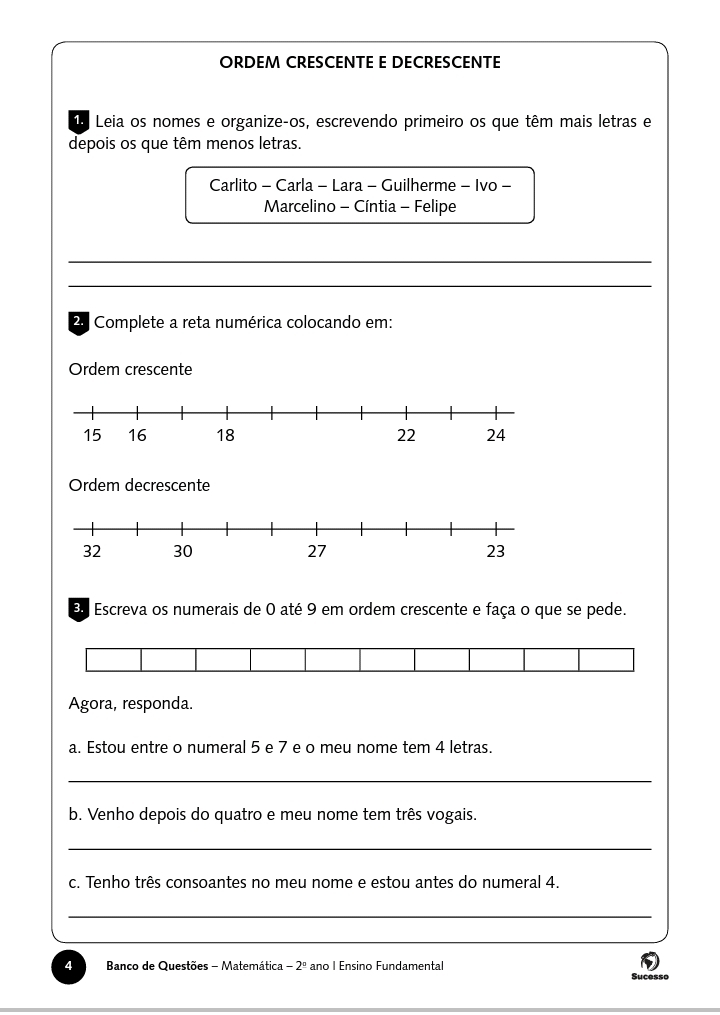 ORDEM CRESCENTE E DECRESCENTE
1. Leia os nomes e organize-os, escrevendo primeiro os que têm mais letras e
depois os que têm menos letras.
Carlito – Carla – Lara – Guilherme – Ivo –
Marcelino – Cíntia – Felipe
2. Complete a reta numérica colocando em:
Ordem crescente
15 16 18 22 24
Ordem decrescente
32 30 27 23
3. Escreva os numerais de 0 até 9 em ordem crescente e faça o que se pede.
Agora, responda.
a. Estou entre o numeral 5 e 7 e o meu nome tem 4 letras.
b. Venho depois do quatro e meu nome tem três vogais.
c. Tenho três consoantes no meu nome e estou antes do numeral 4.
4 Banco de Questões – Matemática – 2º ano | Ensino Fundamental
Sucesso